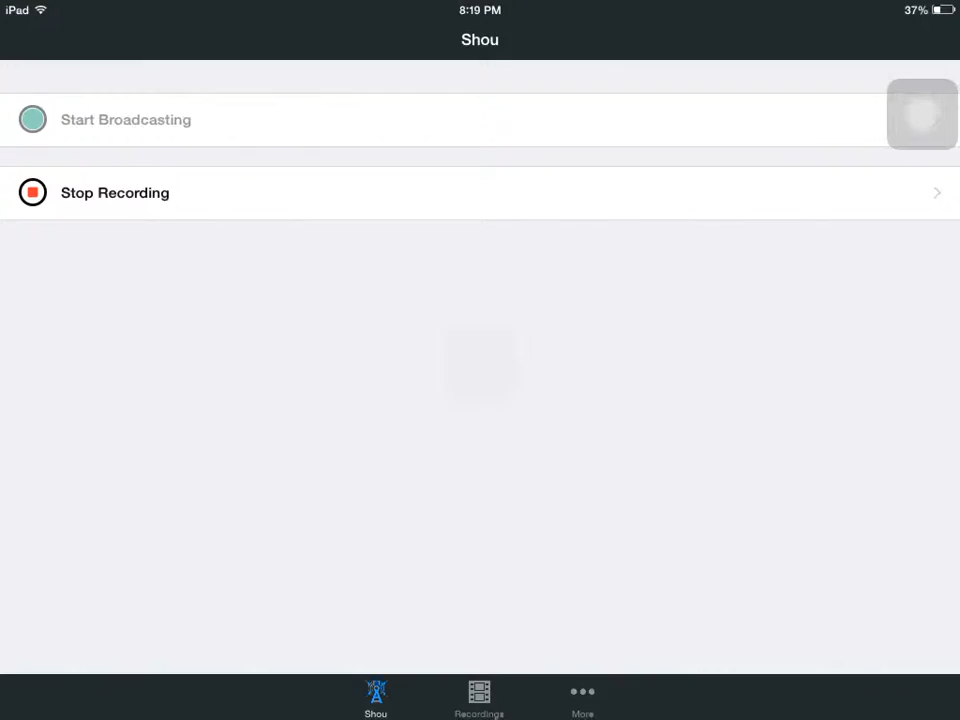 iPad
8:19 PM
37%
Shou
Start Broadcasting
Stop Recording
Shou
Recordings
More